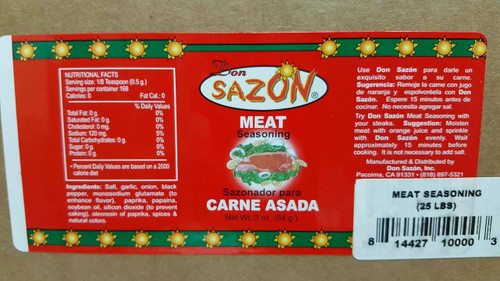 NUTRITIONAL FACTS
Serving size: 1/8 Teaspoon (0.5 g.)
Servings per container 168
Calories: 0 Fat Cal.: 0
% Daily Values
Total Fat: 0 g. 0%
Saturated Fat: 0 g. 0%
Cholesterol: 0 mg. 0%
Sodium: 120 mg. 5%
Total Carbohydrates: 0 g. 0%
Sugar: 0 g. 0%
Protein: 0 g. 0%
• Percent Daily Values are based on a 2000
calorie diet
Ingredients: Salt, garlic, onion, black
pepper, monosodium glutamate (to
enhance flavor), paprika, papaina,
soybean oil, silicon dioxide (to prevent
caking), oleoresin of paprika, spices &
natural colors.
Don
SAZÓN®
MEAT
Seasoning
Sazonador para
CARNE ASADA
Net Wt. 3 oz. (84 g.)
Use Don Sazón para darle un
exquisito sabor a su carne.
Sugerencia: Remoje la carne con jugo
de naranja y espolvoréela con Don
Sazón. Espere 15 minutos antes de
cocinar. No necesita agregar sal.
Try Don Sazón Meat Seasoning with
your steaks. Suggestion: Moisten
meat with orange juice and sprinkle
with Don Sazón evenly. Wait
approximately 15 minutes before
cooking. It is not necessary to add salt.
Manufactured & Distributed by
Don Sazón, Inc.
Pacoima, CA 91331 • (818) 897-5321
MEAT SEASONING
(25 LBS)
8 14427 10000 3